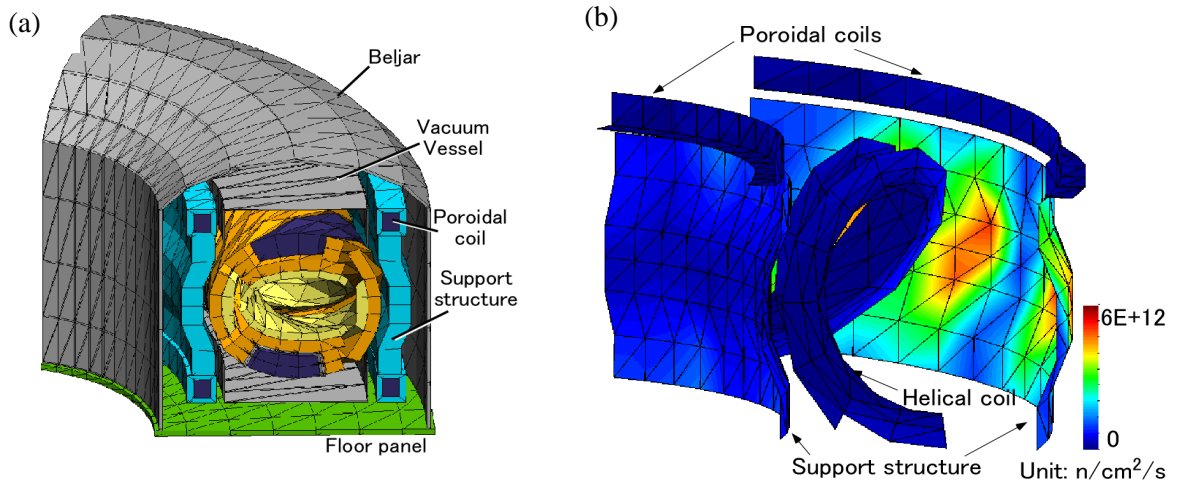 (a)
Beljar
Vacuum
Vessel
Poroidal
coil
Support
structure
Floor panel
(b)
Poroidal coils
6E+12
0
Helical coil
Support structure
Unit: n/cm²/s